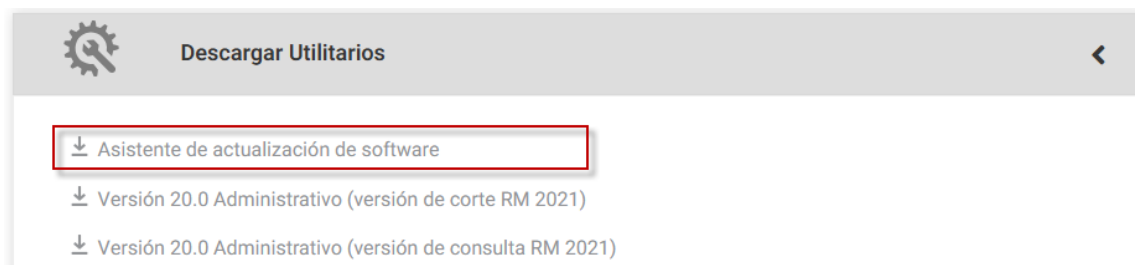 Descargar Utilitarios
Asistente de actualización de software
Versión 20.0 Administrativo (versión de corte RM 2021)
Versión 20.0 Administrativo (versión de consulta RM 2021)